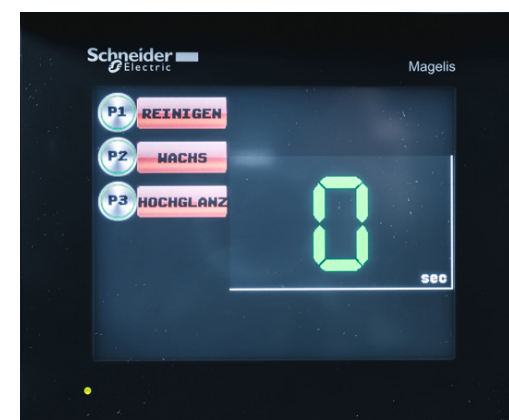 Schneider
Electric
Magelis
P1 REINIGEN
P2 WACHS
P3 HOCHGLANZ
0
sec